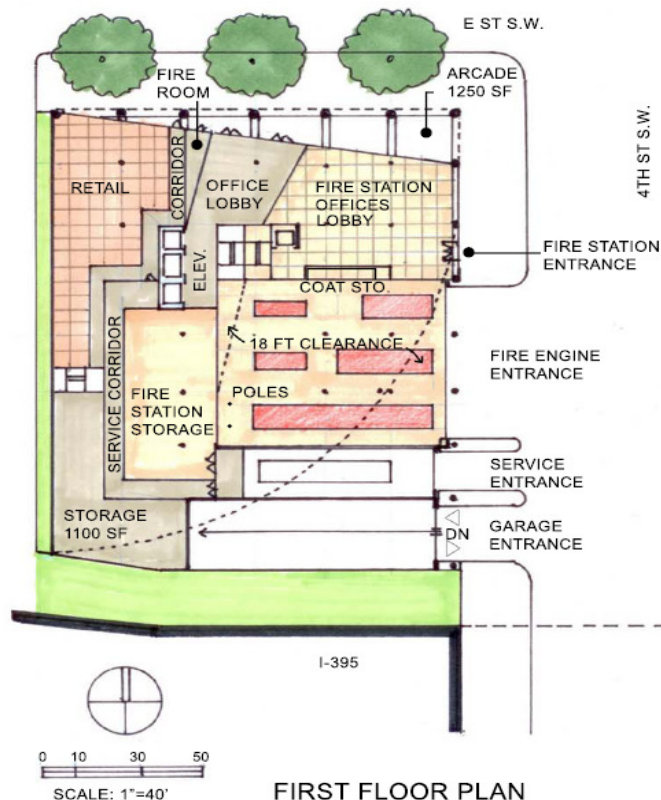 E ST S.W.
FIRE
ROOM
ARCADE
1250 SF
4TH ST S.W.
RETAIL
CORRIDOR
OFFICE
LOBBY
FIRE STATION
OFFICES
LOBBY
ELEV.
FIRE STATION
ENTRANCE
COAT STO.
18 FT CLEARANCE
FIRE ENGINE
ENTRANCE
SERVICE CORRIDOR
FIRE
STATION
STORAGE
POLES
SERVICE
ENTRANCE
STORAGE
1100 SF
DN
GARAGE
ENTRANCE
I-395
0 10 30 50
SCALE: 1"=40'
FIRST FLOOR PLAN